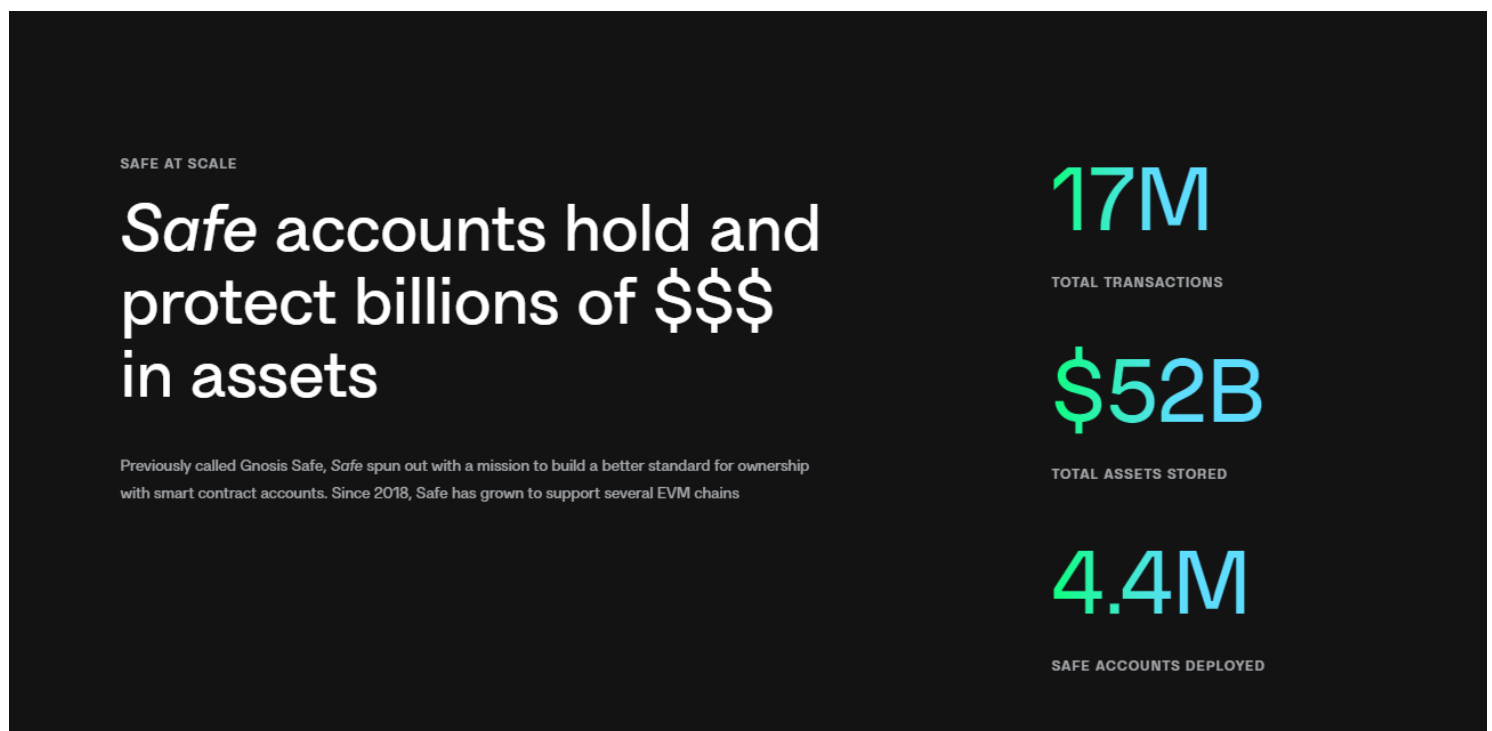 SAFE AT SCALE
Safe accounts hold and
protect billions of $$$
in assets
Previously called Gnosis Safe, Safe spun out with a mission to build a better standard for ownership
with smart contract accounts. Since 2018, Safe has grown to support several EVM chains
17M
TOTAL TRANSACTIONS
$52B
TOTAL ASSETS STORED
4.4M
SAFE ACCOUNTS DEPLOYED